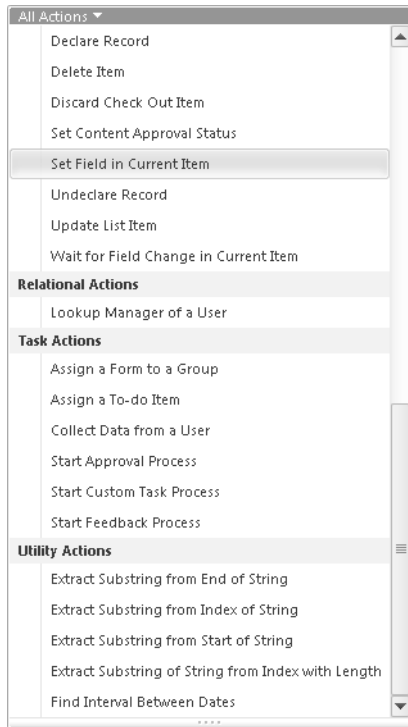 All Actions
Declare Record
Delete Item
Discard Check Out Item
Set Content Approval Status
Set Field in Current Item
Undeclare Record
Update List Item
Wait for Field Change in Current Item
Relational Actions
Lookup Manager of a User
Task Actions
Assign a Form to a Group
Assign a To-do Item
Collect Data from a User
Start Approval Process
Start Custom Task Process
Start Feedback Process
Utility Actions
Extract Substring from End of String
Extract Substring from Index of String
Extract Substring from Start of String
Extract Substring of String from Index with Length
Find Interval Between Dates